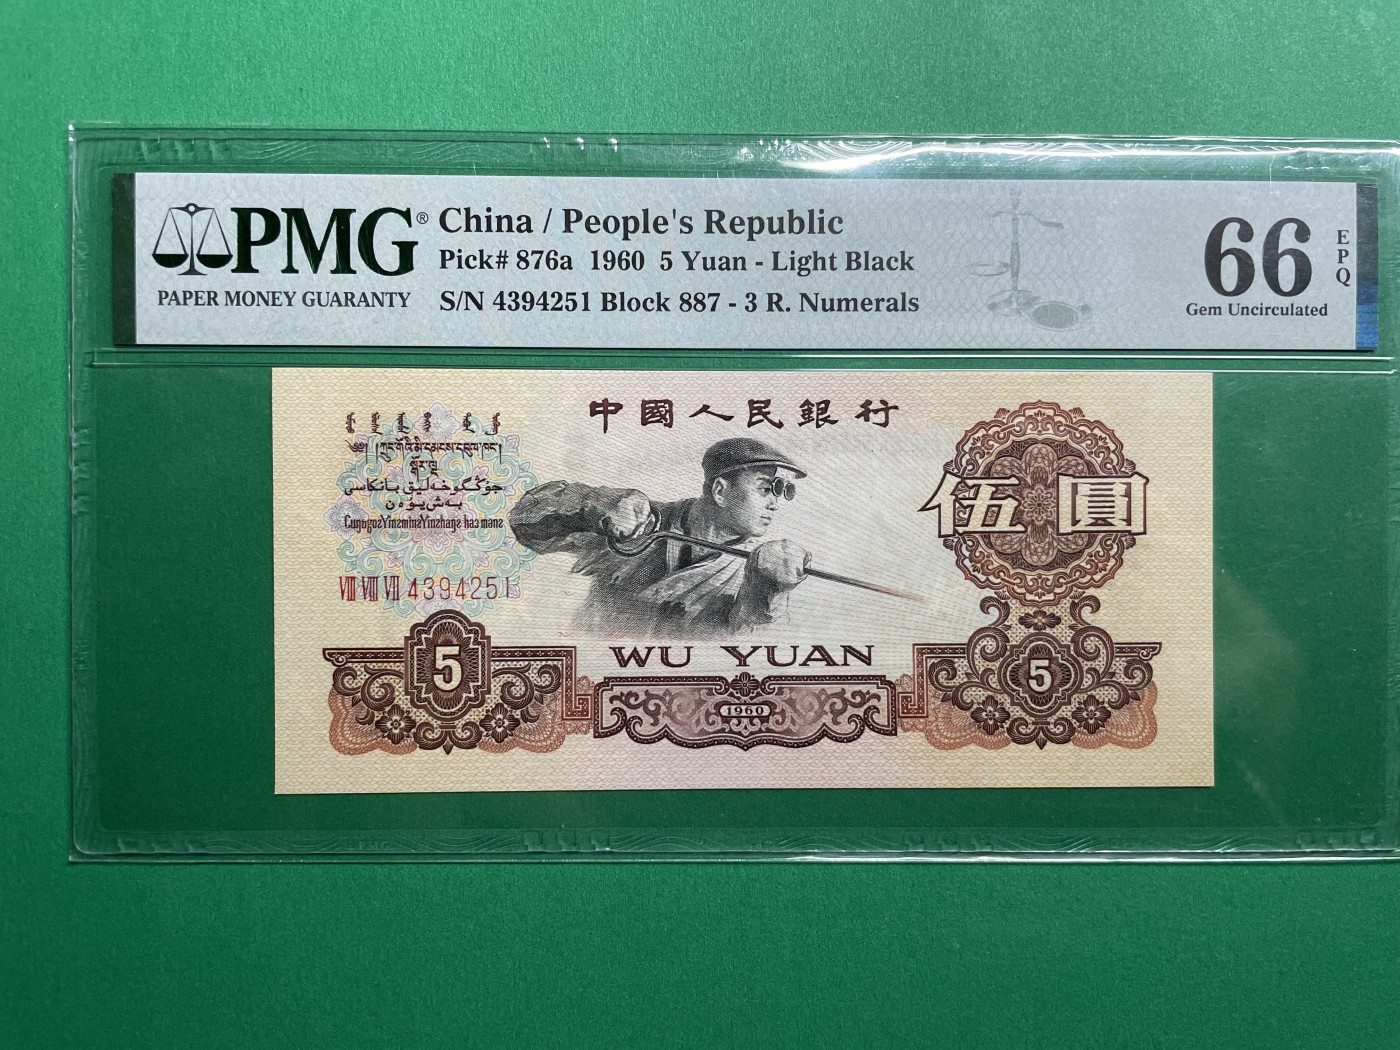 PMG® China / People's Republic
Pick# 876a 1960 5 Yuan - Light Black
PAPER MONEY GUARANTY
S/N 4394251 Block 887 - 3 R. Numerals
66
EPQ
Gem Uncirculated
中國人民銀行
伍圓
Ⅷ Ⅷ Ⅶ 4394251
5
WU YUAN
1960
5